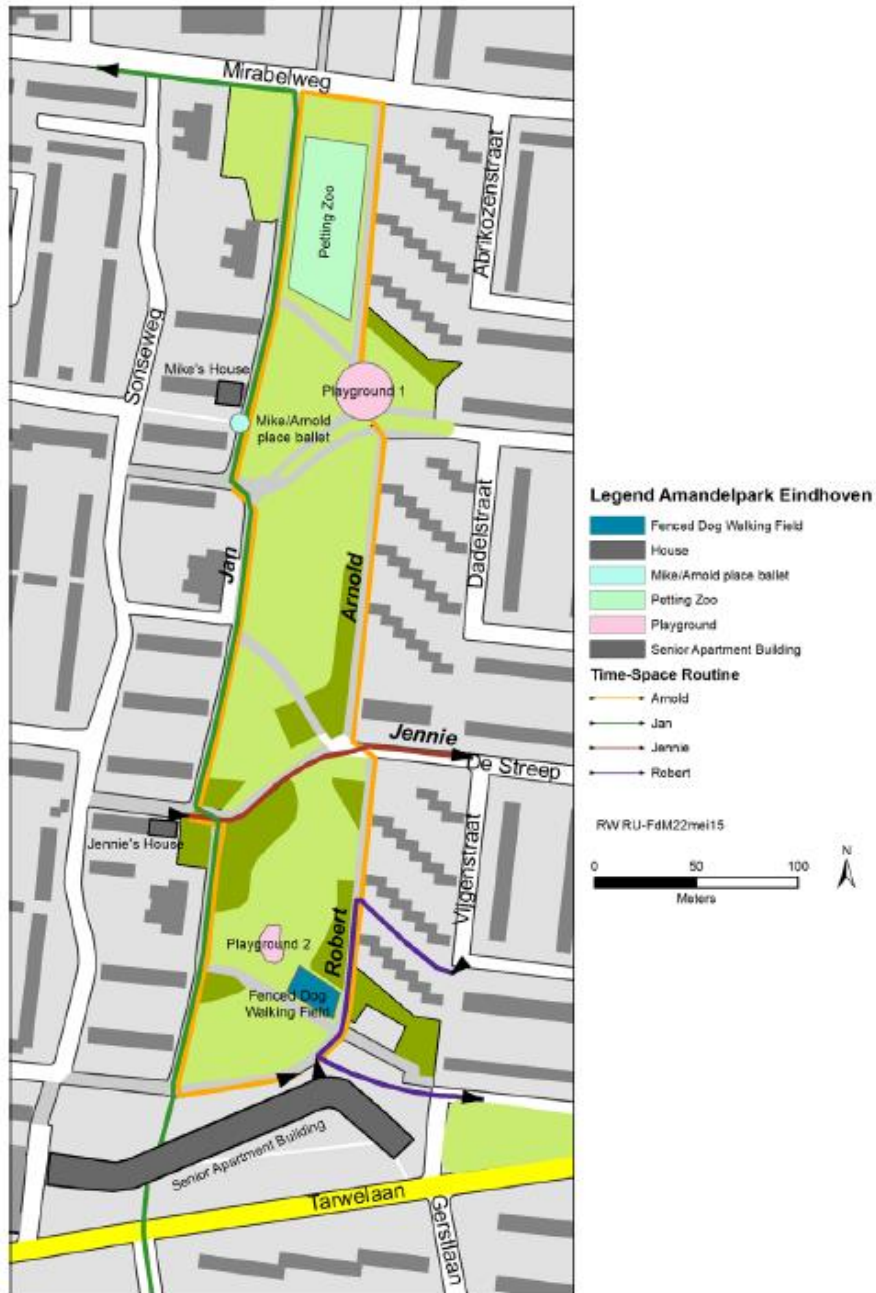 Mirabelweg
Abrikozenstraat
Petting Zoo
Sonseweg
Mike's House
Playground 1
Mike/Arnold
place ballet
Dadelstraat
Jan
Arnold
Jennie
De Streep
Jennie's House
Vijgenstraat
Playground 2
Robert
Fenced Dog
Walking Field
Senior Apartment Building
Tarwelaan
Gerstlaan
Legend Amandelpark Eindhoven
Fenced Dog Walking Field
House
Mike/Arnold place ballet
Petting Zoo
Playground
Senior Apartment Building
Time-Space Routine
Arnold
Jan
Jennie
Robert
RW RU-FdM22mei15
N
0 50 100
Meters